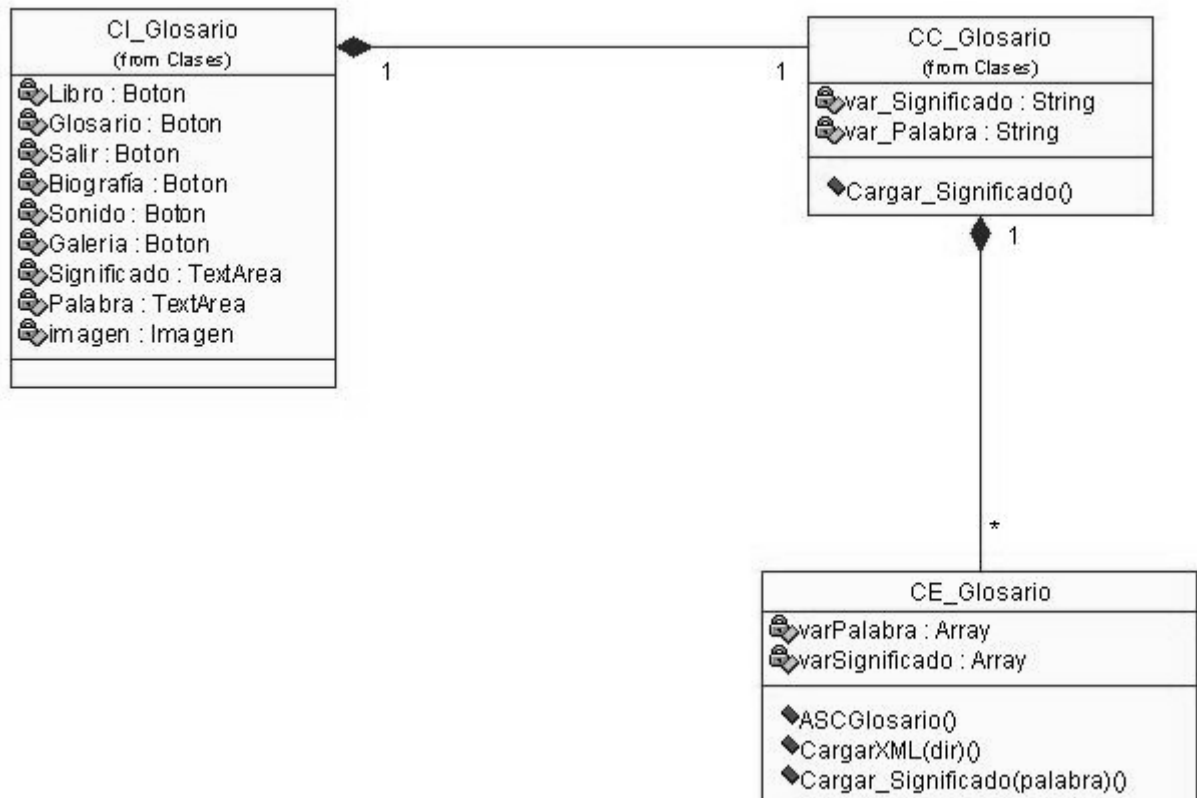 CI_Glosario
(from Clases)
Libro : Boton
Glosario : Boton
Salir : Boton
Biografía : Boton
Sonido : Boton
Galeria : Boton
Significado : TextArea
Palabra : TextArea
imagen : Imagen
1
1
CC_Glosario
(from Clases)
var_Significado : String
var_Palabra : String
Cargar_Significado()
1
*
CE_Glosario
varPalabra : Array
varSignificado : Array
ASCGlosario()
CargarXML(dir)()
Cargar_Significado(palabra)()